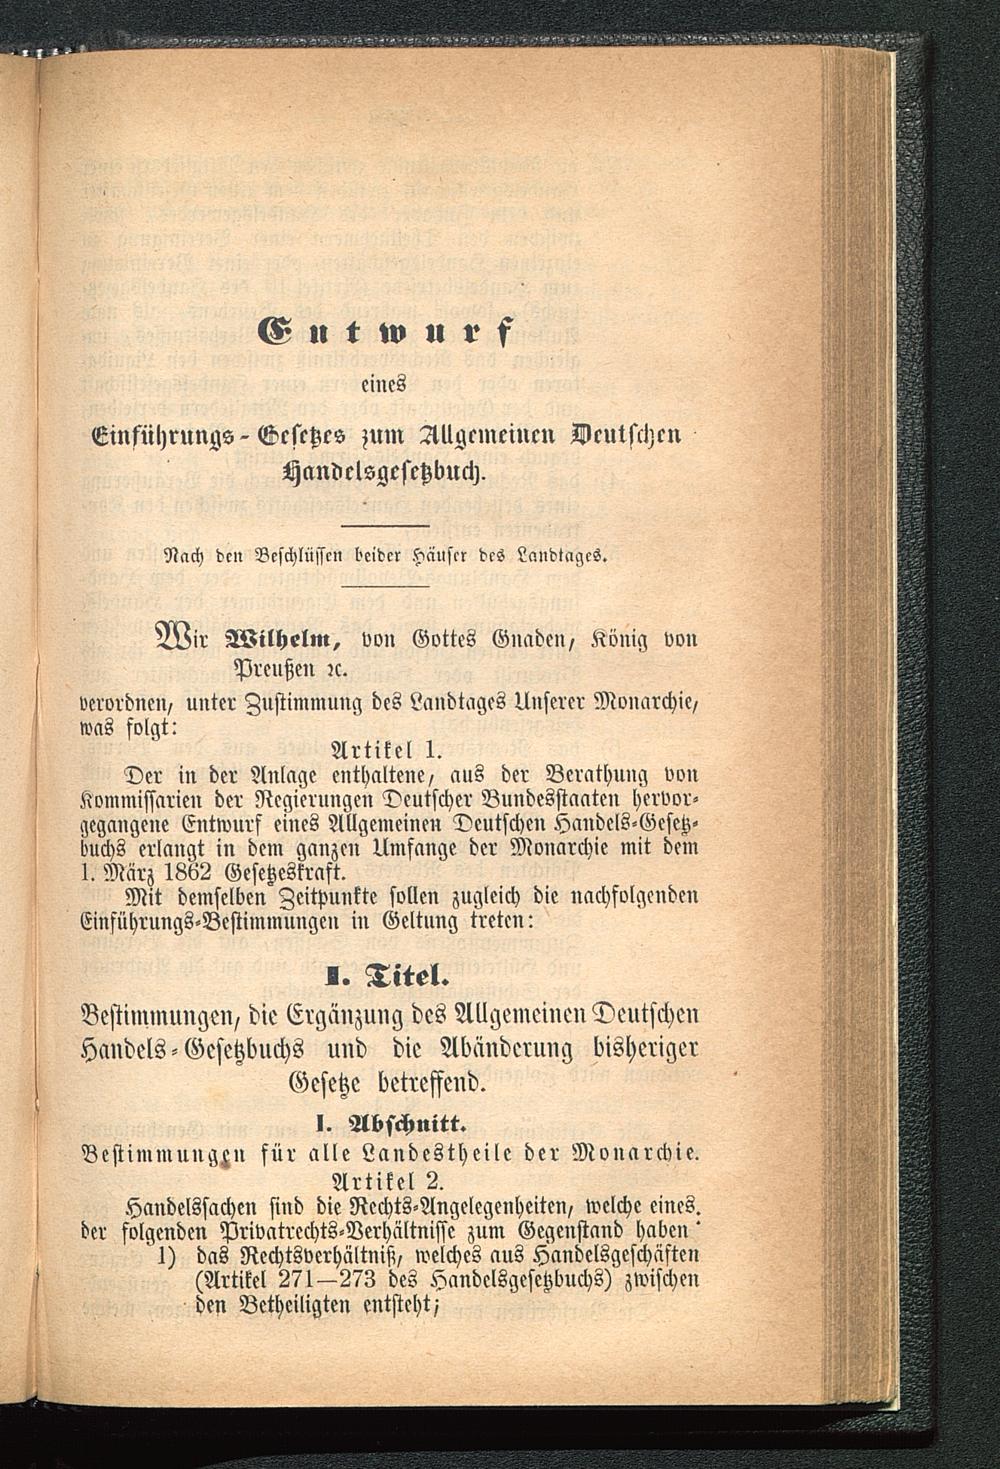 Entwurf
eines
Einführungs-Gesetzes zum Allgemeinen Deutschen
Handelsgesetzbuch.
Nach den Beschlüssen beider Häuser des Landtages.
Wir Wilhelm, von Gottes Gnaden, König von
Preußen ꝛc.
verordnen, unter Zustimmung des Landtages Unserer Monarchie,
was folgt:
Artikel 1.
Der in der Anlage enthaltene, aus der Berathung von
Kommissarien der Regierungen Deutscher Bundesstaaten hervor-
gegangene Entwurf eines Allgemeinen Deutschen Handels-Gesetz-
buchs erlangt in dem ganzen Umfange der Monarchie mit dem
1. März 1862 Gesetzeskraft.
Mit demselben Zeitpunkte sollen zugleich die nachfolgenden
Einführungs-Bestimmungen in Geltung treten:
I. Titel.
Bestimmungen, die Ergänzung des Allgemeinen Deutschen
Handels-Gesetzbuchs und die Abänderung bisheriger
Gesetze betreffend.
I. Abschnitt.
Bestimmungen für alle Landestheile der Monarchie.
Artikel 2.
Handelssachen sind die Rechts-Angelegenheiten, welche eines
der folgenden Privatrechts-Verhältnisse zum Gegenstand haben
1) das Rechtsverhältniß, welches aus Handelsgeschäften
(Artikel 271—273 des Handelsgesetzbuchs) zwischen
den Betheiligten entsteht;